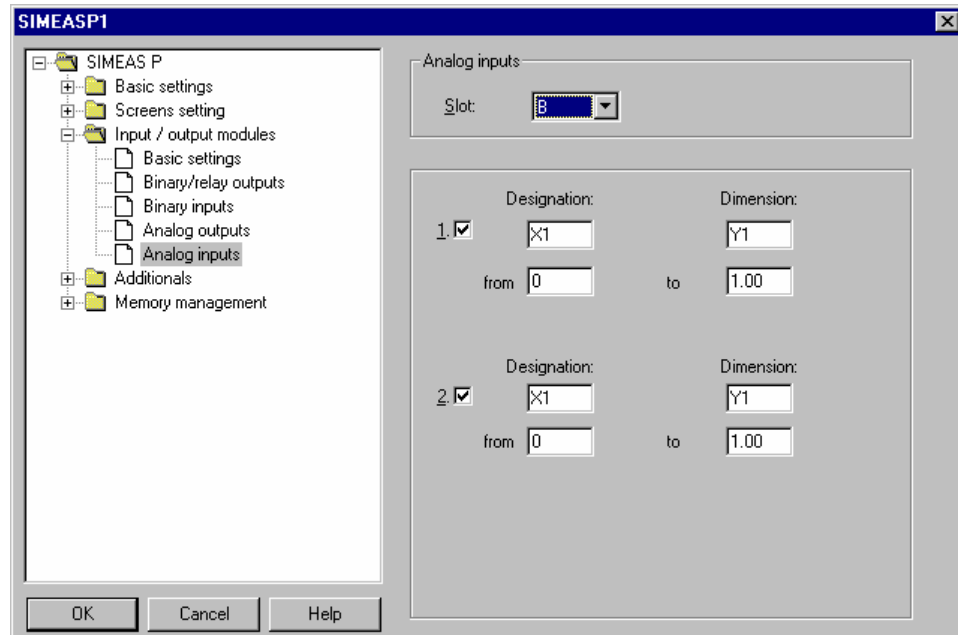 SIMEASP1
SIMEAS P
Basic settings
Screens setting
Input / output modules
Basic settings
Binary/relay outputs
Binary inputs
Analog outputs
Analog inputs
Additionals
Memory management
OK Cancel Help
Analog inputs
Slot: B
Designation: Dimension:
1. X1 Y1
from 0 to 1.00
Designation: Dimension:
2. X1 Y1
from 0 to 1.00